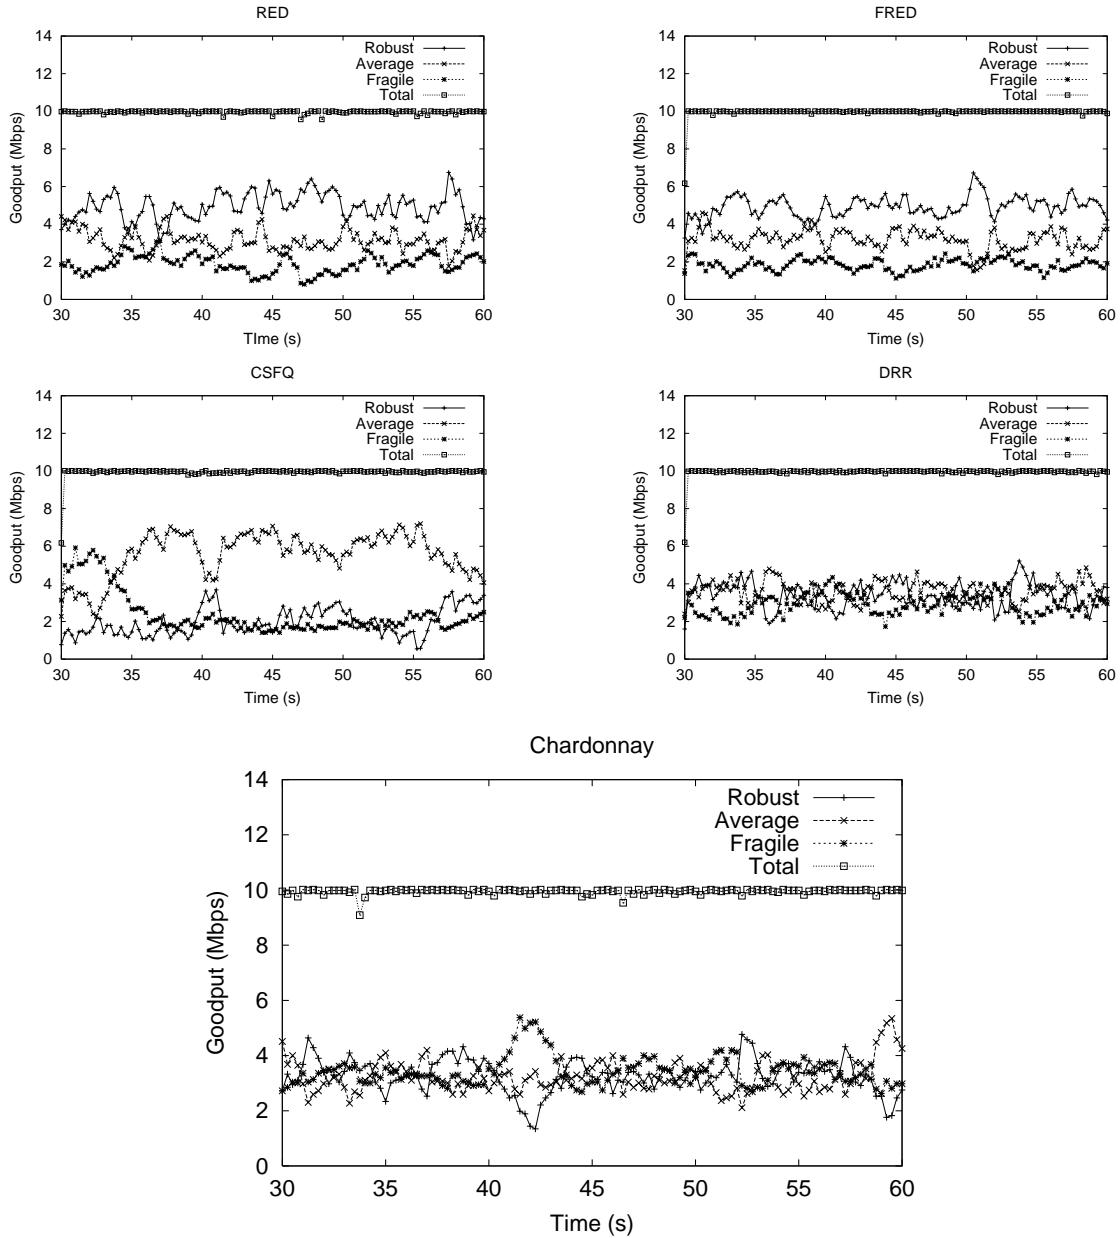 RED
14
12
10
8
6
4
2
0
30 35 40 45 50 55 60
Goodput (Mbps)
TIme (s)
Robust
Average
Fragile
Total
FRED
14
12
10
8
6
4
2
0
30 35 40 45 50 55 60
Goodput (Mbps)
Time (s)
Robust
Average
Fragile
Total
CSFQ
14
12
10
8
6
4
2
0
30 35 40 45 50 55 60
Goodput (Mbps)
Time (s)
Robust
Average
Fragile
Total
DRR
14
12
10
8
6
4
2
0
30 35 40 45 50 55 60
Goodput (Mbps)
Time (s)
Robust
Average
Fragile
Total
Chardonnay
14
12
10
8
6
4
2
0
30 35 40 45 50 55 60
Goodput (Mbps)
Time (s)
Robust
Average
Fragile
Total